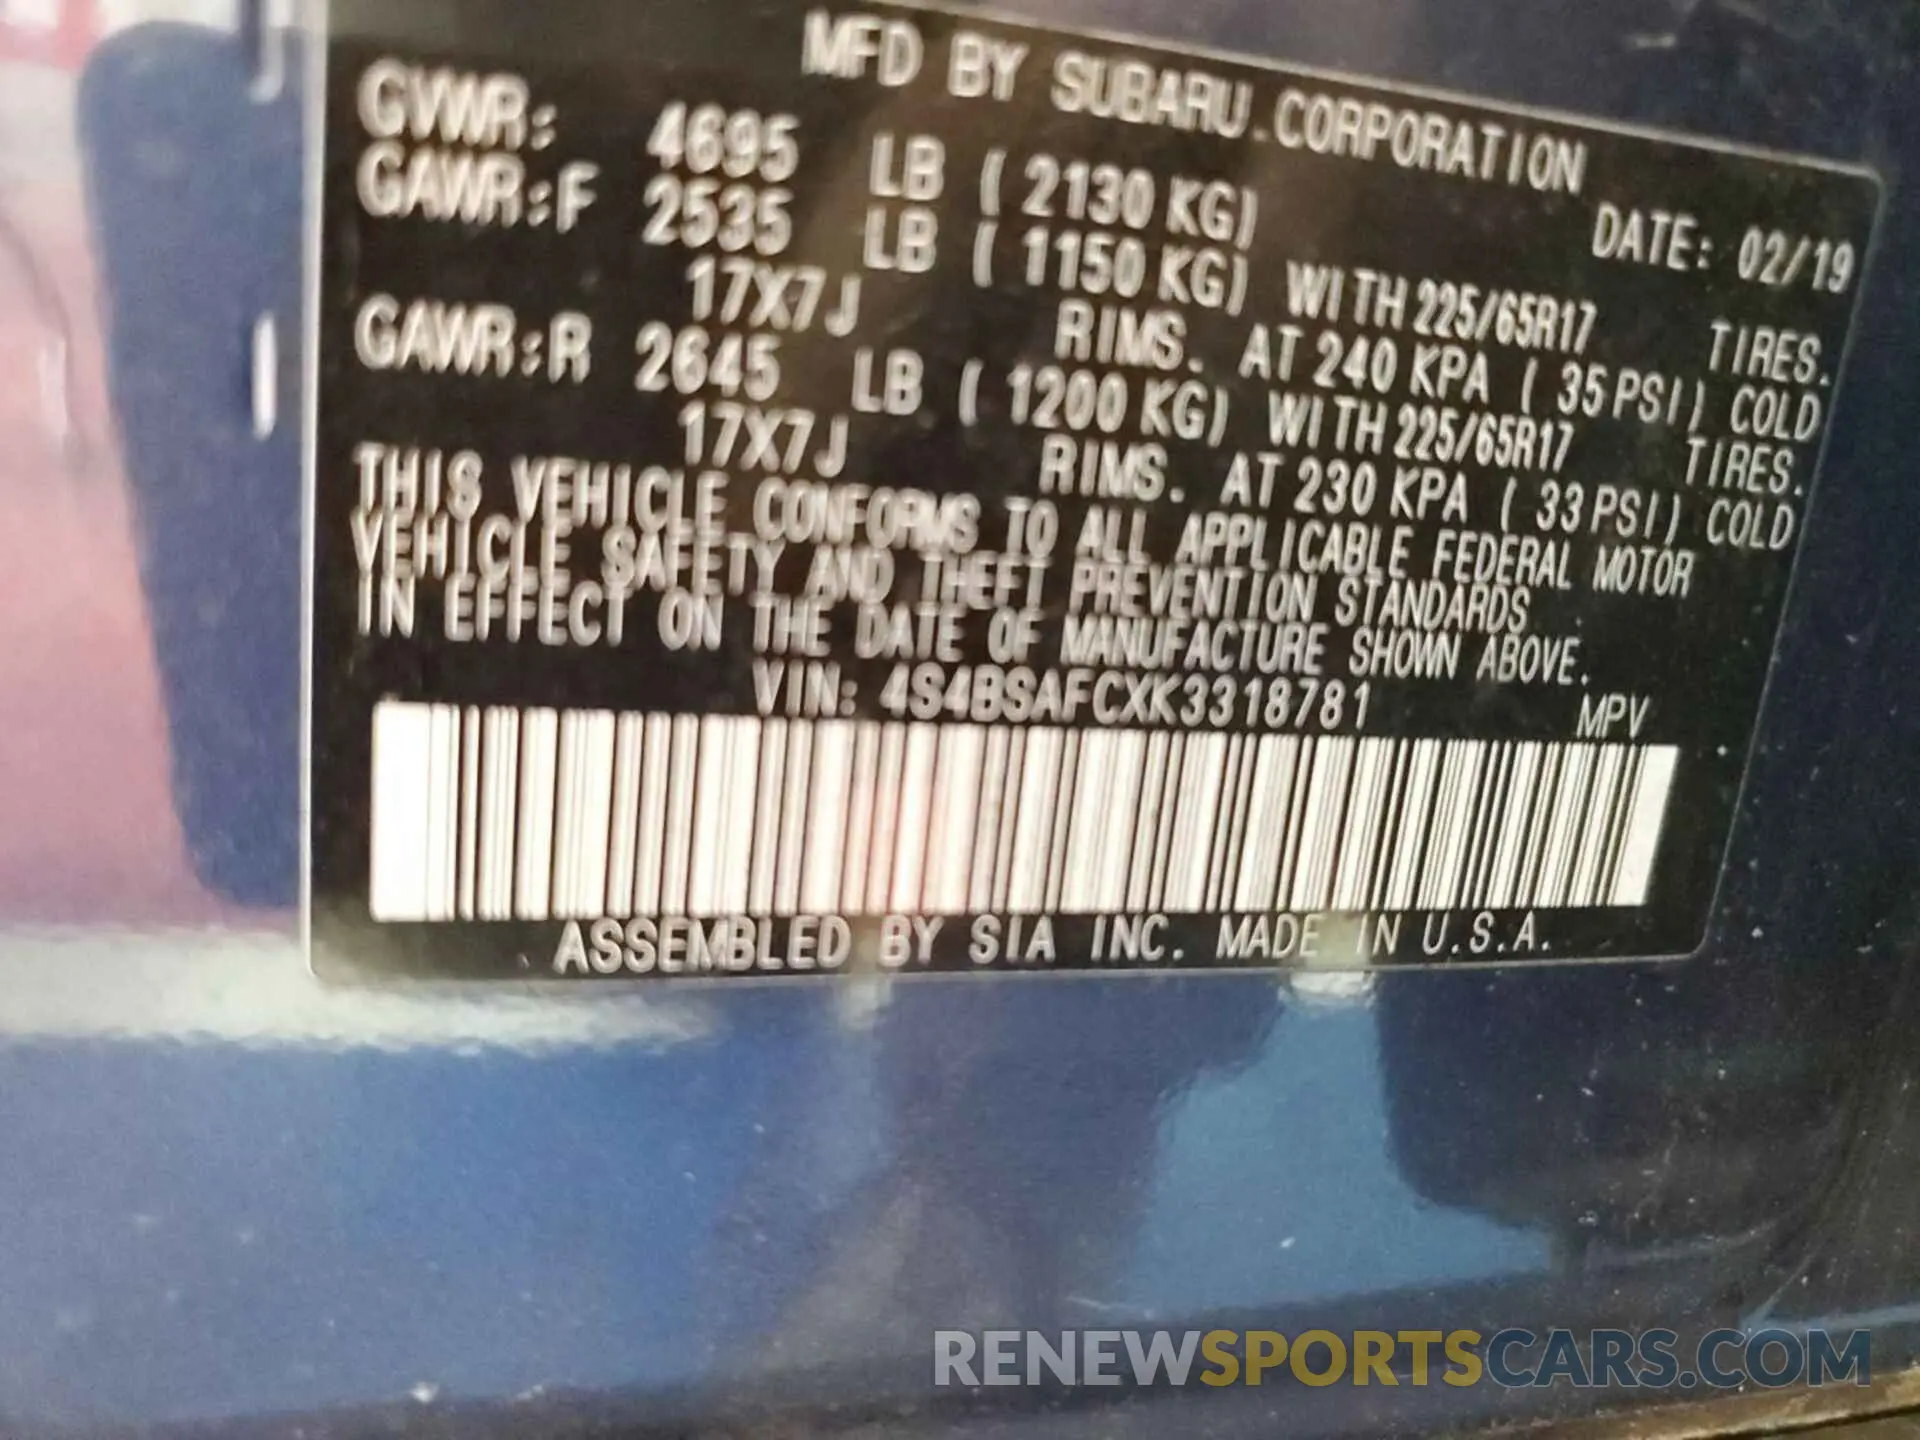 MFD BY SUBARU CORPORATION
DATE: 02/19
GVWR: 4695 LB ( 2130 KG)
GAWR:F 2535 LB ( 1150 KG) WITH 225/65R17 TIRES.
17X7J RIMS. AT 240 KPA ( 35 PSI) COLD
GAWR:R 2645 LB ( 1200 KG) WITH 225/65R17 TIRES.
17X7J RIMS. AT 230 KPA ( 33 PSI) COLD
THIS VEHICLE CONFORMS TO ALL APPLICABLE FEDERAL MOTOR
VEHICLE SAFETY AND THEFT PREVENTION STANDARDS
IN EFFECT ON THE DATE OF MANUFACTURE SHOWN ABOVE.
VIN: 4S4BSAFCXK3318781 MPV
ASSEMBLED BY SIA INC. MADE IN U.S.A.
RENEWSPORTSCARS.COM